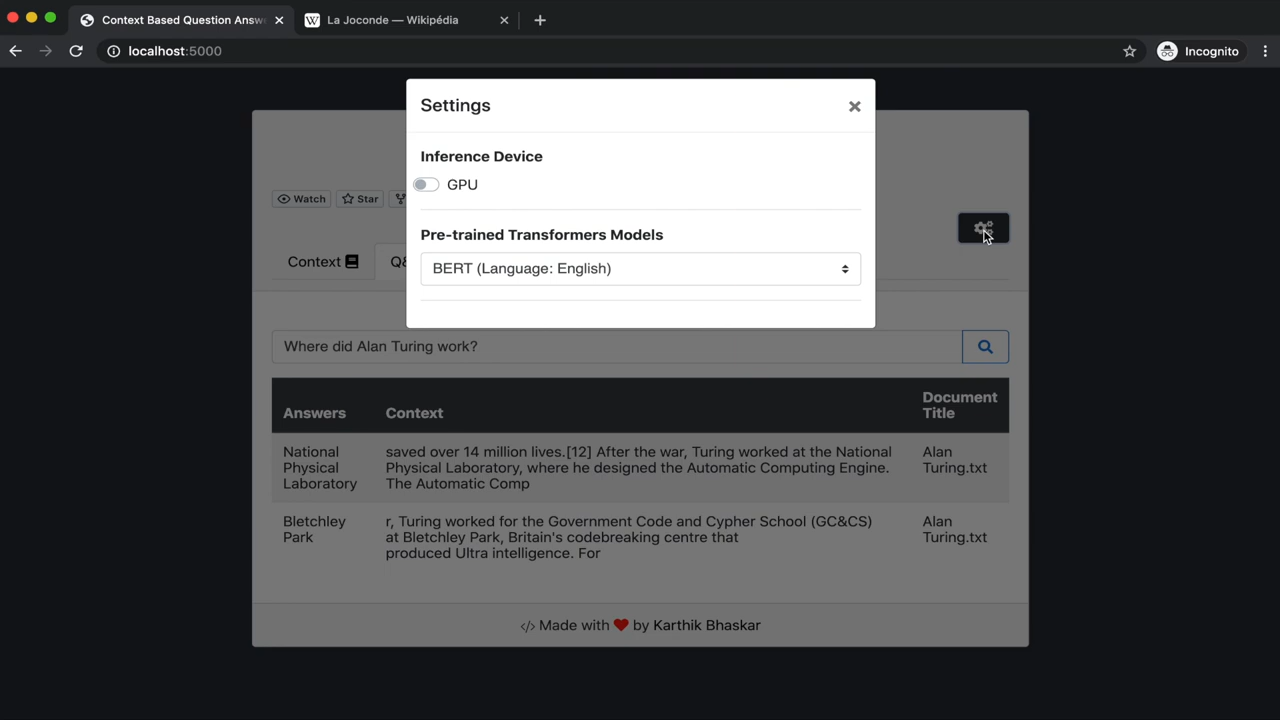 Context Based Question Answ
La Joconde — Wikipédia
localhost:5000
Incognito
Settings
Inference Device
GPU
Pre-trained Transformers Models
BERT (Language: English)
Watch
Star
Context
Q&
Where did Alan Turing work?
Answers
Context
Document
Title
National
Physical
Laboratory
saved over 14 million lives.[12] After the war, Turing worked at the National
Physical Laboratory, where he designed the Automatic Computing Engine.
The Automatic Comp
Alan
Turing.txt
Bletchley
Park
r, Turing worked for the Government Code and Cypher School (GC&CS)
at Bletchley Park, Britain's codebreaking centre that
produced Ultra intelligence. For
Alan
Turing.txt
</> Made with ❤ by Karthik Bhaskar